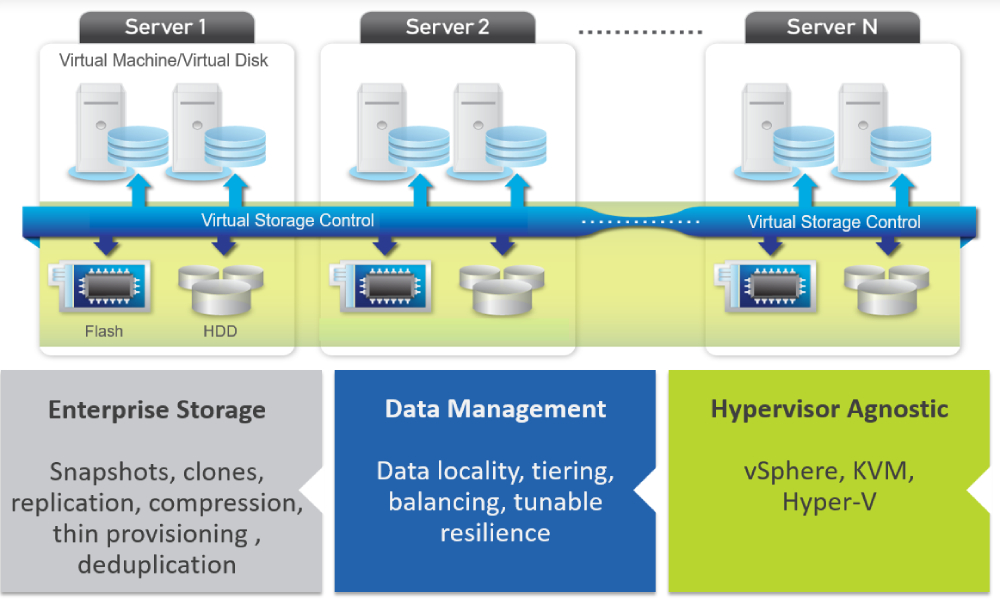 Server 1
Server 2
Server N
Virtual Machine/Virtual Disk
Virtual Storage Control
Virtual Storage Control
Flash
HDD
Enterprise Storage
Snapshots, clones,
replication, compression,
thin provisioning ,
deduplication
Data Management
Data locality, tiering,
balancing, tunable
resilience
Hypervisor Agnostic
vSphere, KVM,
Hyper-V